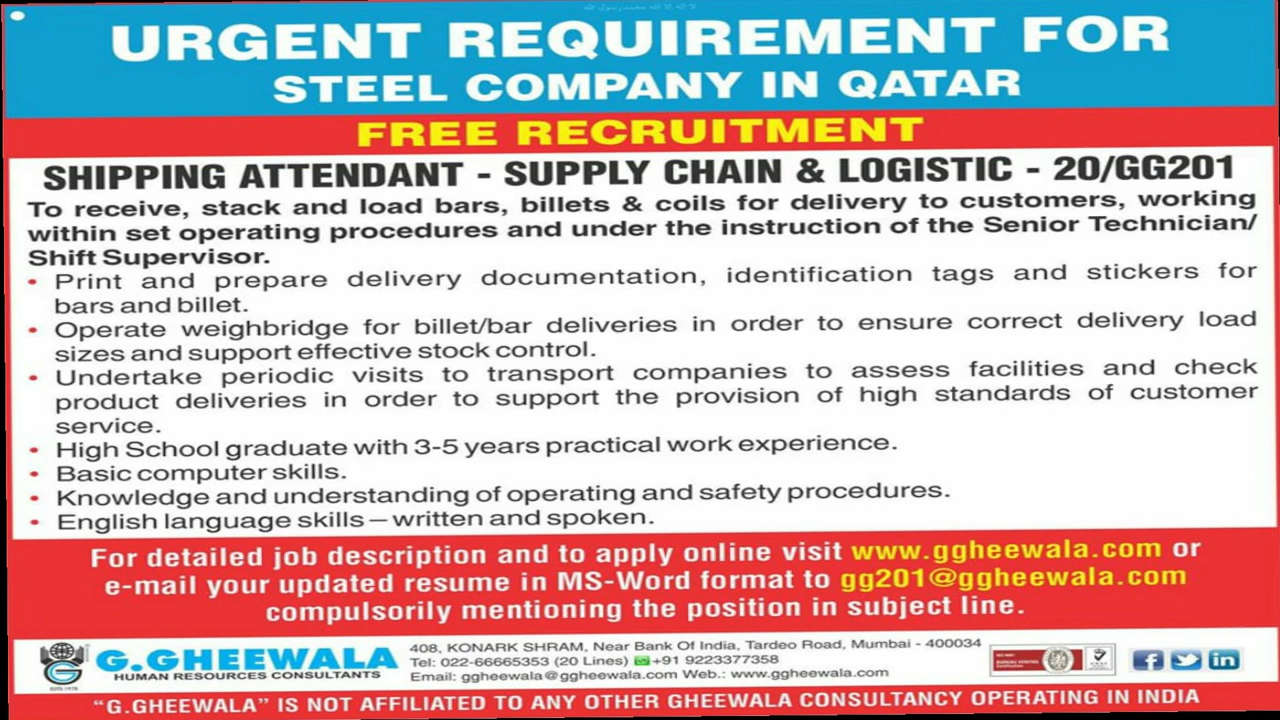 لا إله إلا الله محمد رسول الله
URGENT REQUIREMENT FOR
STEEL COMPANY IN QATAR
FREE RECRUITMENT
SHIPPING ATTENDANT - SUPPLY CHAIN & LOGISTIC - 20/GG201
To receive, stack and load bars, billets & coils for delivery to customers, working
within set operating procedures and under the instruction of the Senior Technician/
Shift Supervisor.
• Print and prepare delivery documentation, identification tags and stickers for
bars and billet.
• Operate weighbridge for billet/bar deliveries in order to ensure correct delivery load
sizes and support effective stock control.
• Undertake periodic visits to transport companies to assess facilities and check
product deliveries in order to support the provision of high standards of customer
service.
• High School graduate with 3-5 years practical work experience.
• Basic computer skills.
• Knowledge and understanding of operating and safety procedures.
• English language skills – written and spoken.
For detailed job description and to apply online visit www.ggheewala.com or
e-mail your updated resume in MS-Word format to gg201@ggheewala.com
compulsorily mentioning the position in subject line.
G.GHEEWALA
HUMAN RESOURCES CONSULTANTS
408, KONARK SHRAM, Near Bank Of India, Tardeo Road, Mumbai - 400034
Tel: 022-66665353 (20 Lines) +91 9223377358
Email: ggheewala@ggheewala.com Web.: www.ggheewala.com
"G.GHEEWALA" IS NOT AFFILIATED TO ANY OTHER GHEEWALA CONSULTANCY OPERATING IN INDIA